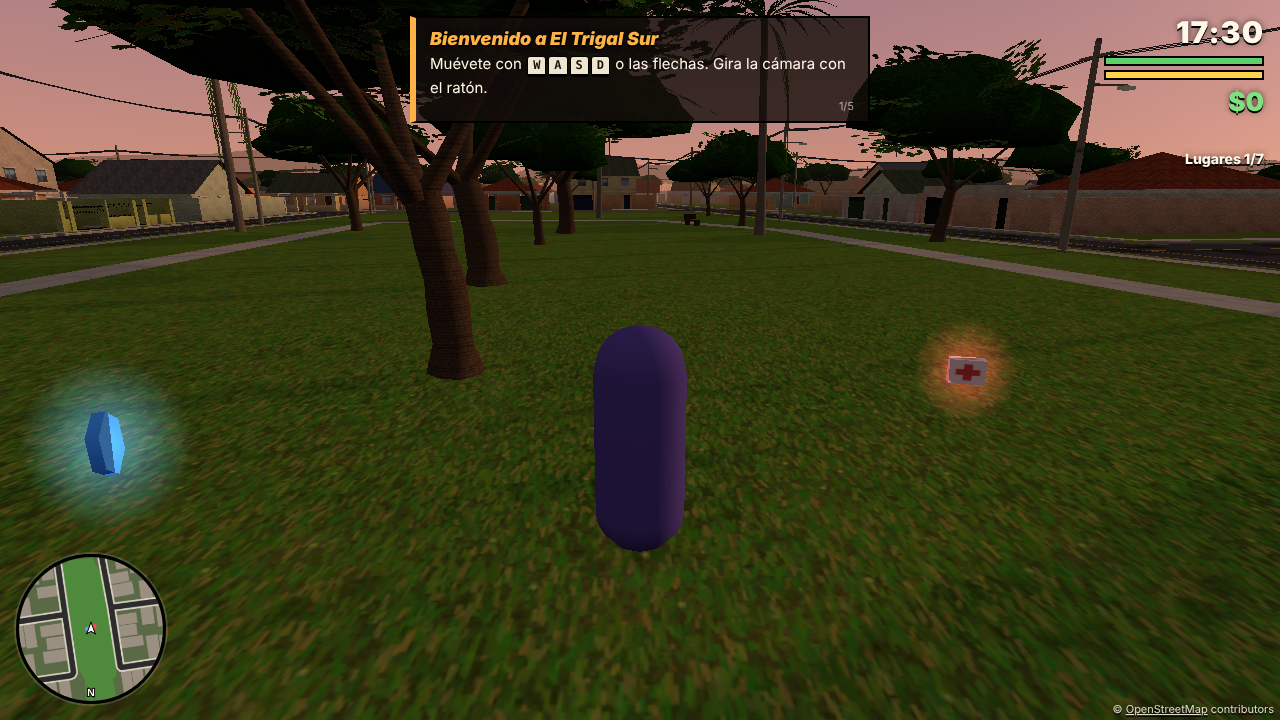 Bienvenido a El Trigal Sur
Muévete con W A S D o las flechas. Gira la cámara con
el ratón.
1/5
17:30
$0
Lugares 1/7
N
© OpenStreetMap contributors